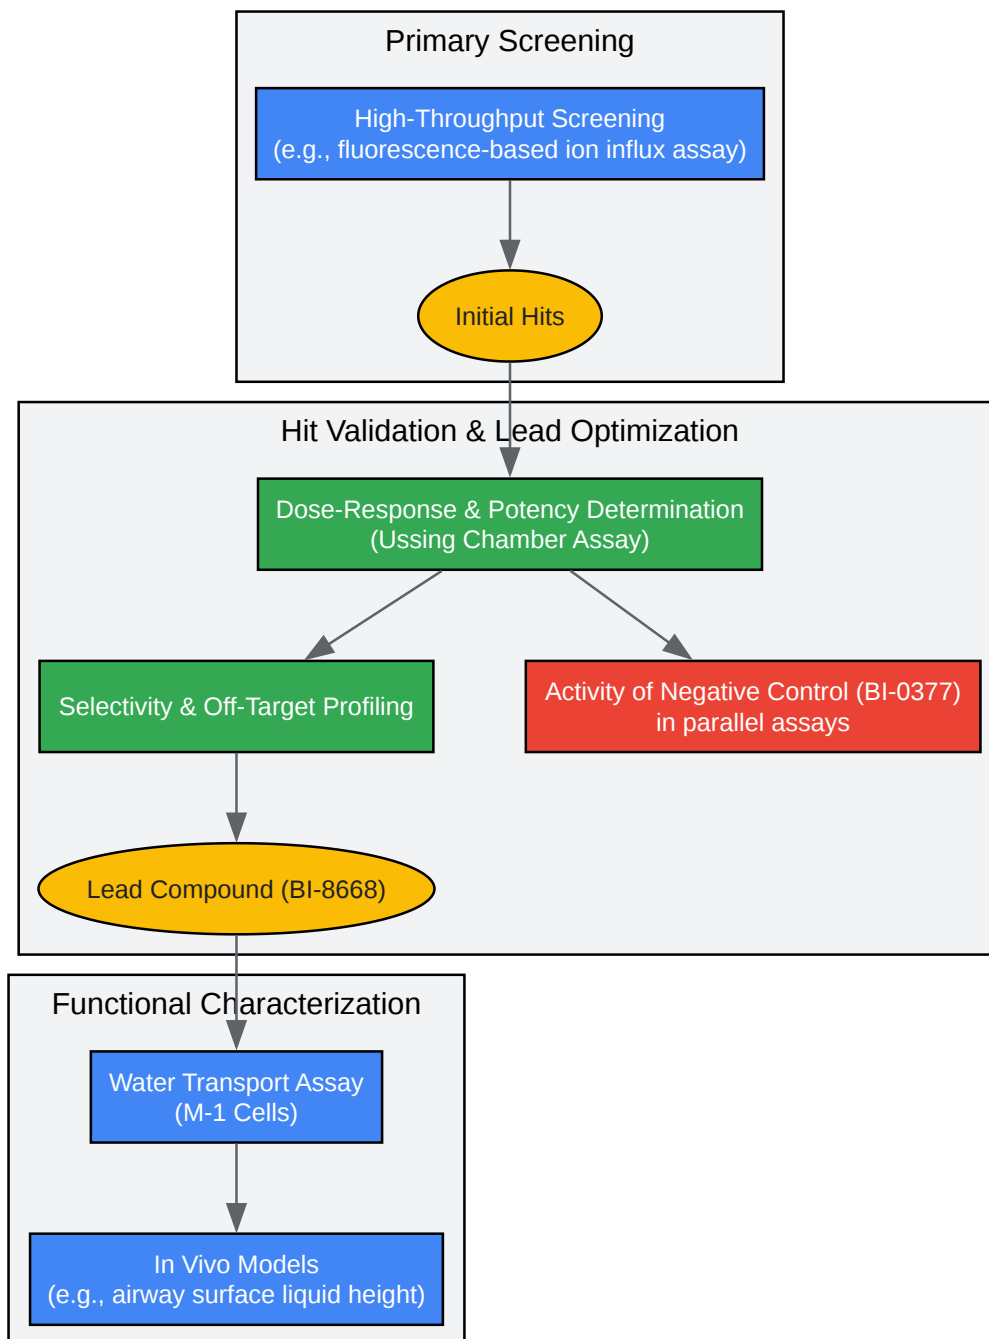 Primary Screening
High-Throughput Screening
(e.g., fluorescence-based ion influx assay)
Initial Hits
Hit Validation & Lead Optimization
Dose-Response & Potency Determination
(Ussing Chamber Assay)
Selectivity & Off-Target Profiling
Activity of Negative Control (BI-0377)
in parallel assays
Lead Compound (BI-8668)
Functional Characterization
Water Transport Assay
(M-1 Cells)
In Vivo Models
(e.g., airway surface liquid height)